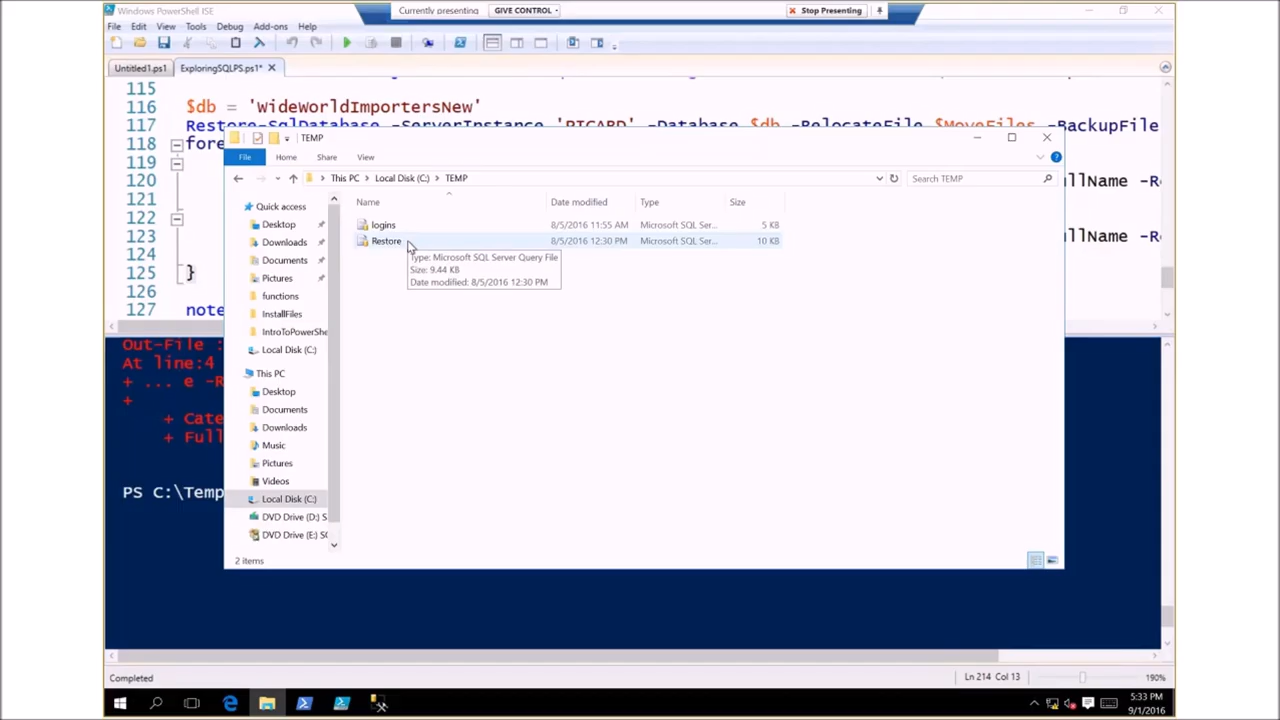 Windows PowerShell ISE
Currently presenting
GIVE CONTROL
Stop Presenting
File Edit View Tools Debug Add-ons Help
Untitled1.ps1
ExploringSQLPS.ps1*
115
116 $db = 'WideWorldImportersNew'
117 Restore-SqlDatabase -ServerInstance 'PICARD' -Database $db -RelocateFile $MoveFiles -BackupFile
118 fore
119
120 ullName -Re
121
122
123 ullName -Re
124
125 }
126
127 note
TEMP
File Home Share View
This PC Local Disk (C:) TEMP
Search TEMP
Name Date modified Type Size
logins 8/5/2016 11:55 AM Microsoft SQL Ser... 5 KB
Restore 8/5/2016 12:30 PM Microsoft SQL Ser... 10 KB
Type: Microsoft SQL Server Query File
Size: 9.44 KB
Date modified: 8/5/2016 12:30 PM
Quick access
Desktop
Downloads
Documents
Pictures
functions
InstallFiles
IntroToPowerShe
Local Disk (C:)
This PC
Desktop
Documents
Downloads
Music
Pictures
Videos
Local Disk (C:)
DVD Drive (D:) S
DVD Drive (E:) SC
2 items
Out-File :
At line:4
+ ... e -R
+
+ Cate
+ Full
PS C:\Temp
Completed
Ln 214 Col 13
190%
5:33 PM
9/1/2016